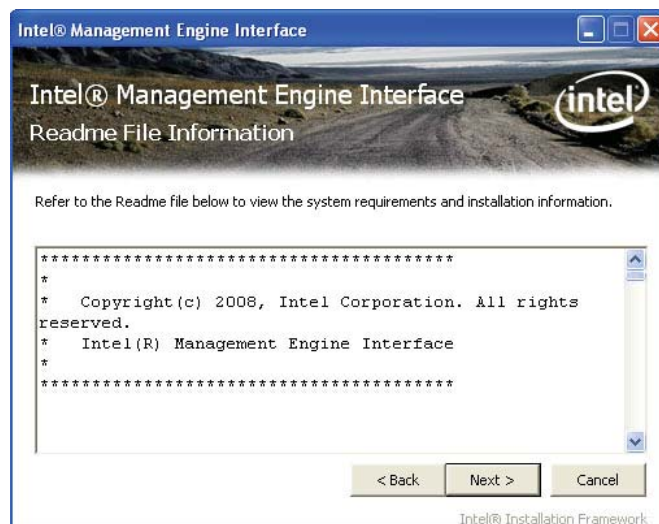 Intel® Management Engine Interface
Intel® Management Engine Interface
intel
Readme File Information
Refer to the Readme file below to view the system requirements and installation information.
****************************************
*
*   Copyright(c) 2008, Intel Corporation. All rights
reserved.
*   Intel(R) Management Engine Interface
*
****************************************
< Back
Next >
Cancel
Intel® Installation Framework